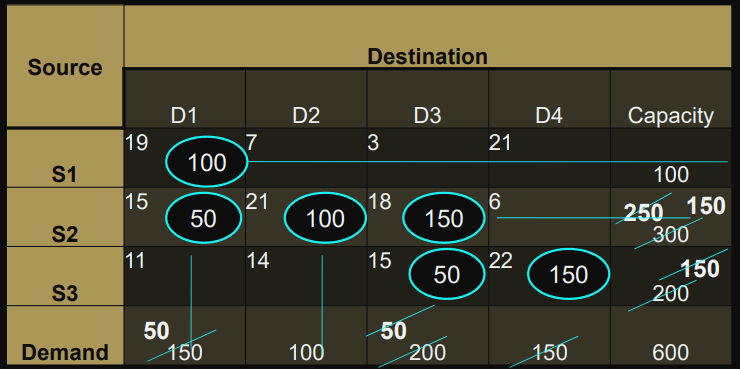 Source Destination
D1 D2 D3 D4 Capacity
19 7 3 21
S1 100 100
15 21 18 6 250 150
S2 50 100 150 300
11 14 15 22 150
S3 50 150 200
50 50
Demand 150 100 200 150 600